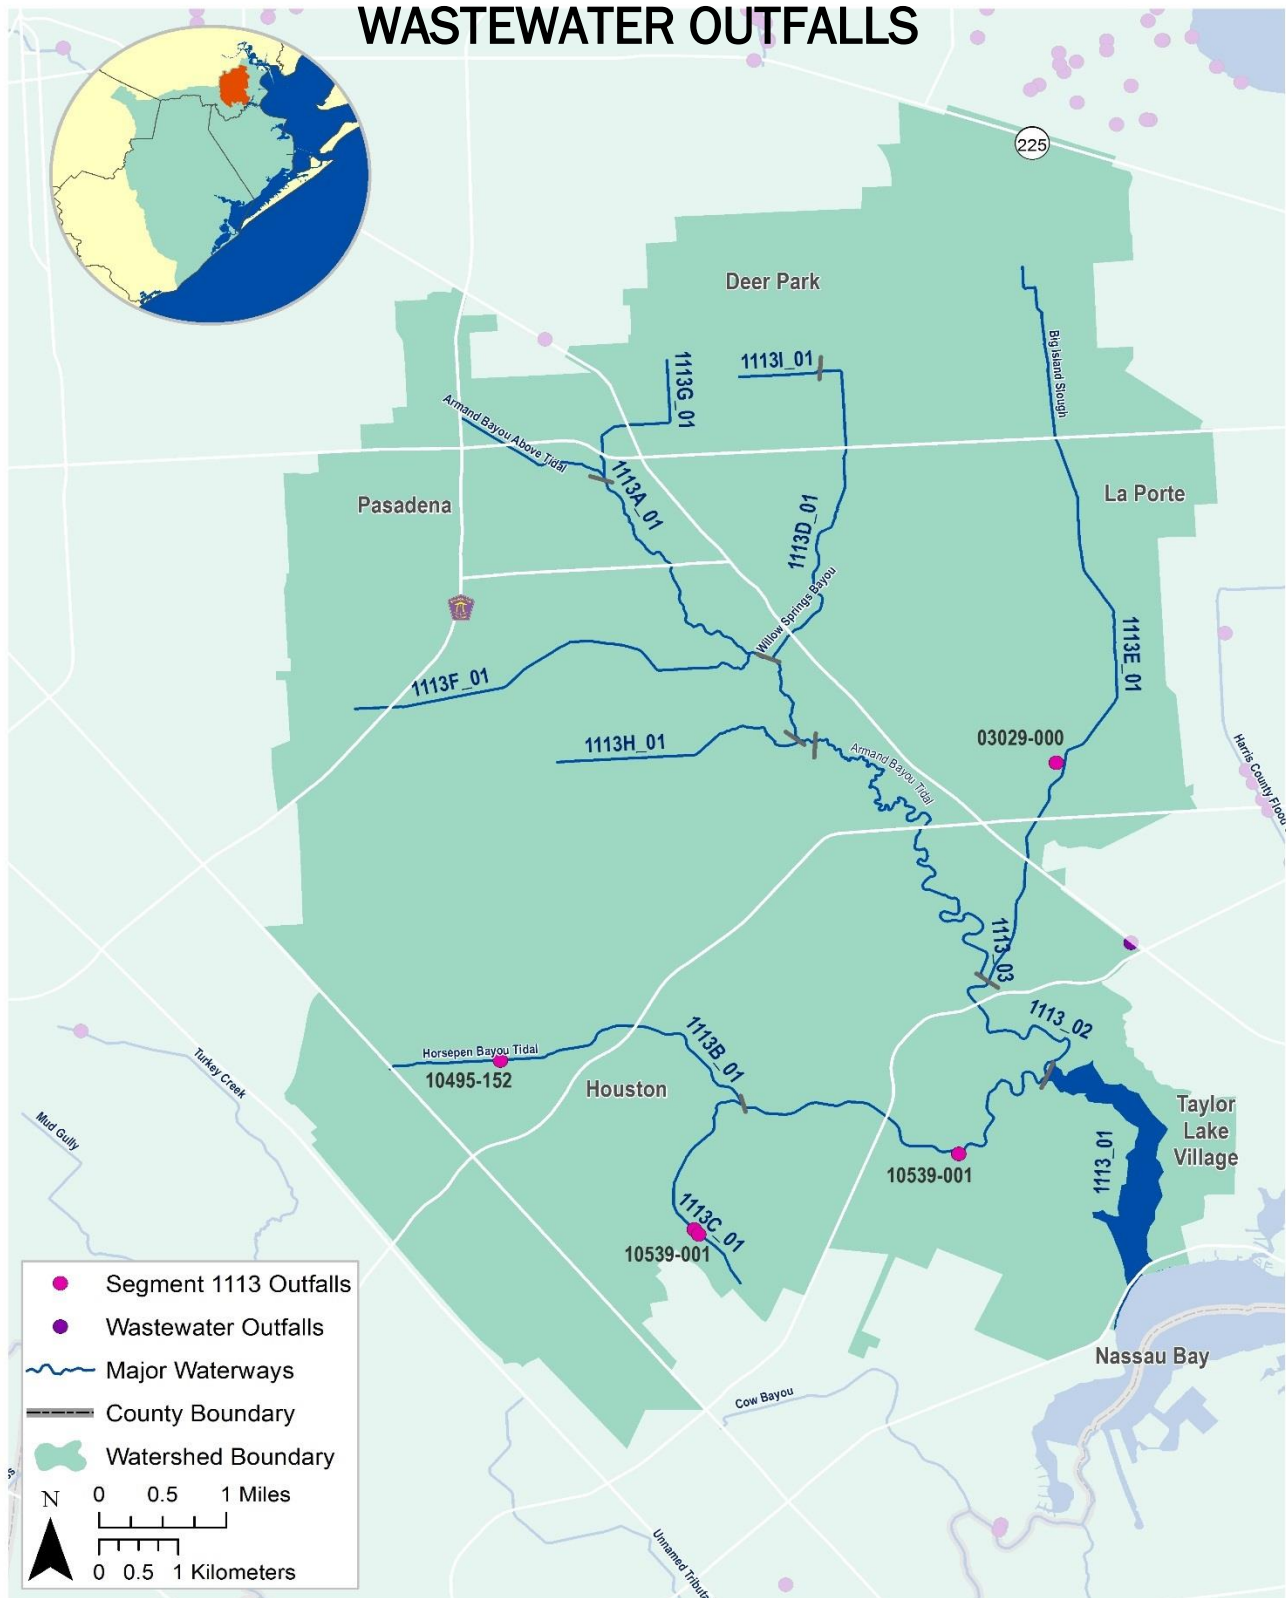 WASTEWATER OUTFALLS
225
Deer Park
1113I_01
1113G_01
Big Island Slough
Armand Bayou Above Tidal
1113A_01
Pasadena
La Porte
1113D_01
Willow Springs Bayou
1113E_01
1113F_01
1113H_01
03029-000
Armand Bayou Tidal
Harris County Flood
1113_03
1113_02
1113B_01
Horsepen Bayou Tidal
10495-152
Houston
Turkey Creek
Mud Gully
Taylor
Lake
Village
1113_01
10539-001
1113C_01
10539-001
Nassau Bay
Cow Bayou
Unnamed Tributa
Segment 1113 Outfalls
Wastewater Outfalls
Major Waterways
County Boundary
Watershed Boundary
N
0 0.5 1 Miles
0 0.5 1 Kilometers